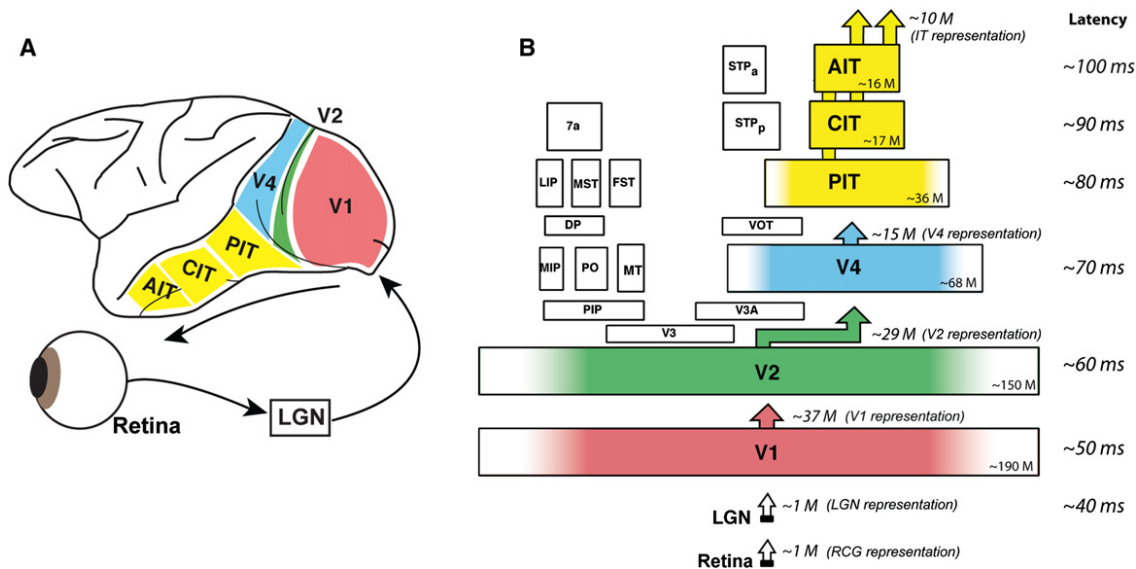 A
V2
V4
V1
PIT
CIT
AIT
Retina
LGN
B
Latency
~10 M
(IT representation)
STPa
AIT
~16 M
~100 ms
7a
STPp
CIT
~17 M
~90 ms
LIP
MST
FST
PIT
~36 M
~80 ms
DP
VOT
~15 M (V4 representation)
MIP
PO
MT
V4
~68 M
~70 ms
PIP
V3A
V3
~29 M (V2 representation)
V2
~150 M
~60 ms
~37 M (V1 representation)
V1
~190 M
~50 ms
LGN
~1 M (LGN representation)
~40 ms
Retina
~1 M (RCG representation)